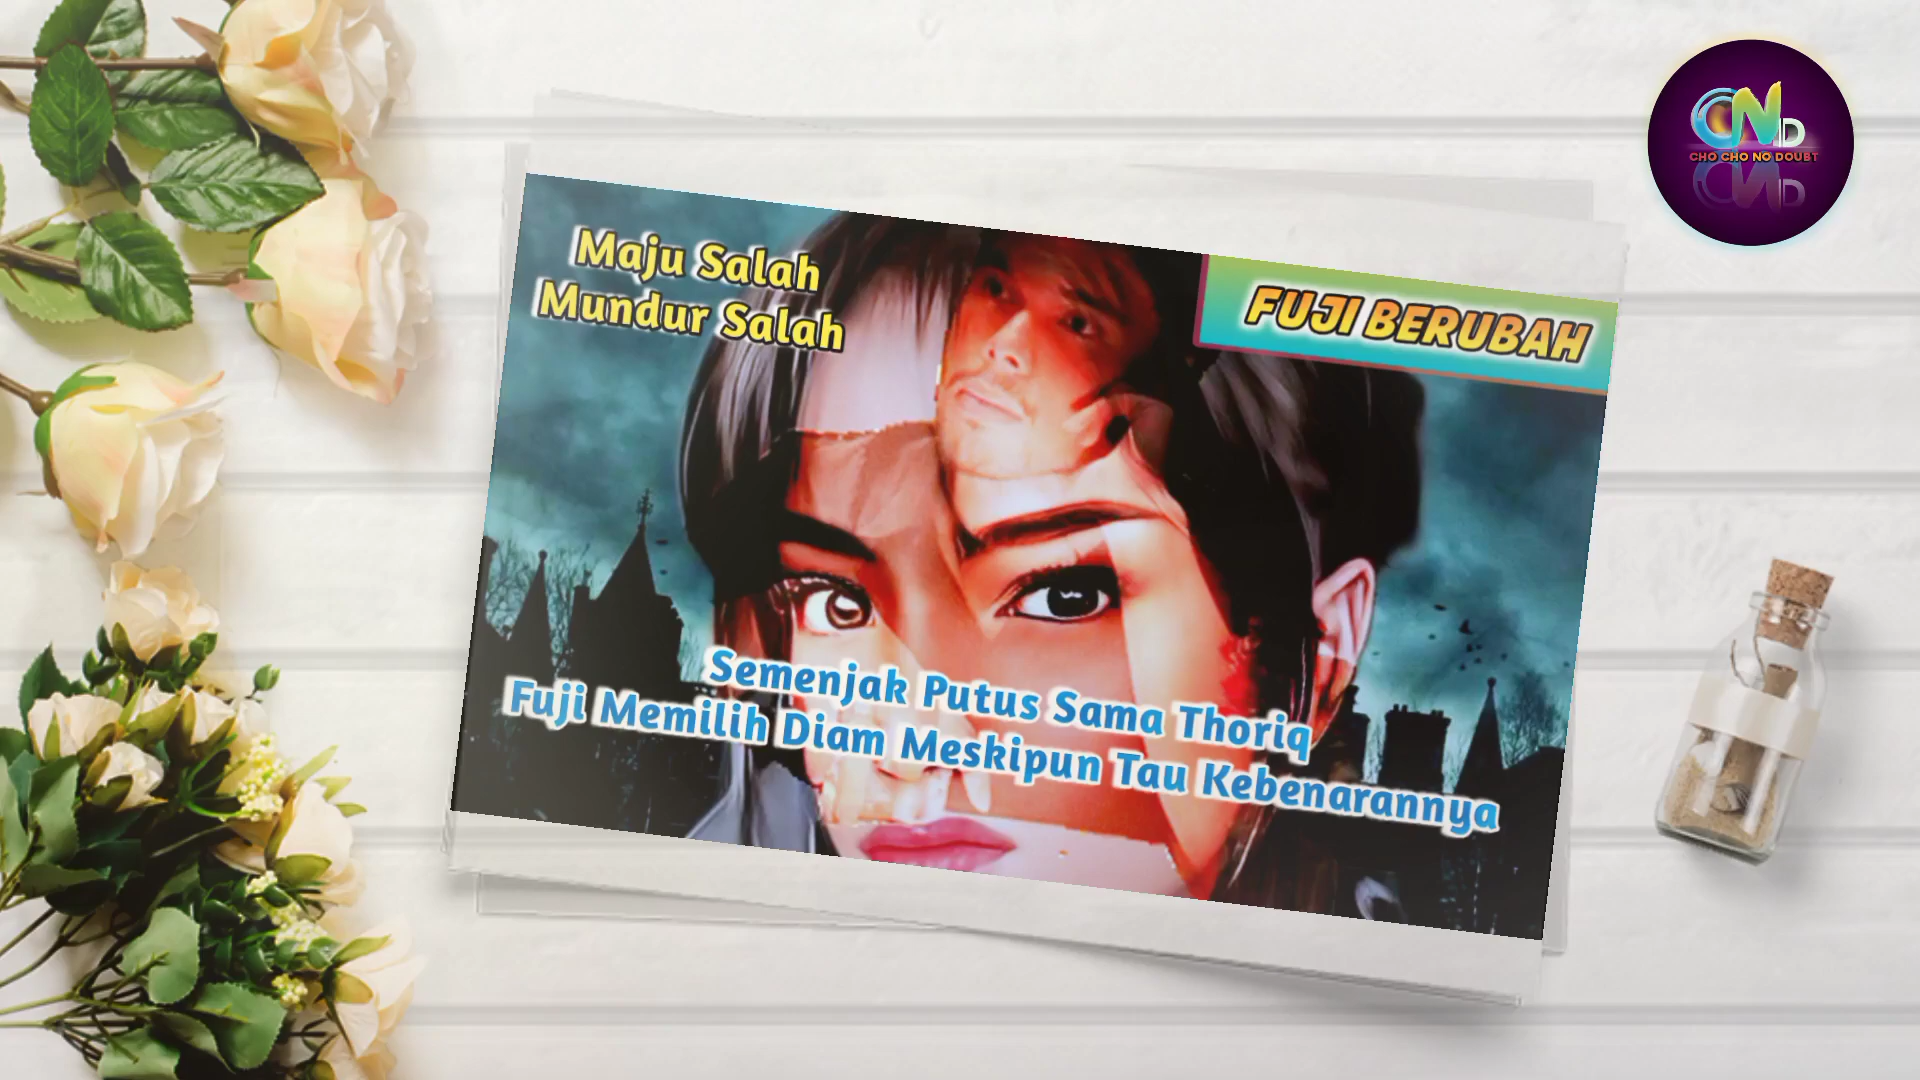 CND
CHO CHO NO DOUBT
Maju Salah
Mundur Salah
FUJI BERUBAH
Semenjak Putus Sama Thoriq
Fuji Memilih Diam Meskipun Tau Kebenarannya